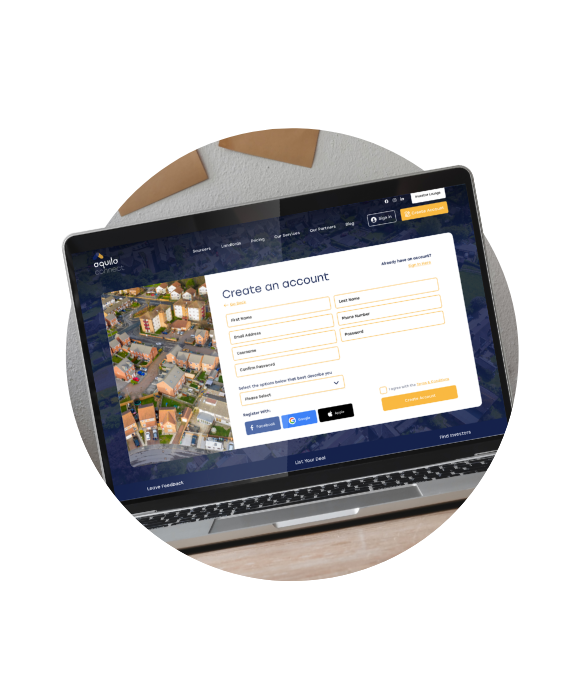 Investor Lounge
Sourcers Landlords Pricing Our Services Our Partners Blog Sign In Create Account
aquila
connect
Create an account
Go Back
Already have an account?
Sign In Here
First Name
Last Name
Email Address
Phone Number
Username
Password
Confirm Password
Select the options below that best describe you
Please Select
I agree with the Terms & Conditions
Register With:
Create Account
Facebook Google Apple
Leave Feedback List Your Deal Find Investors